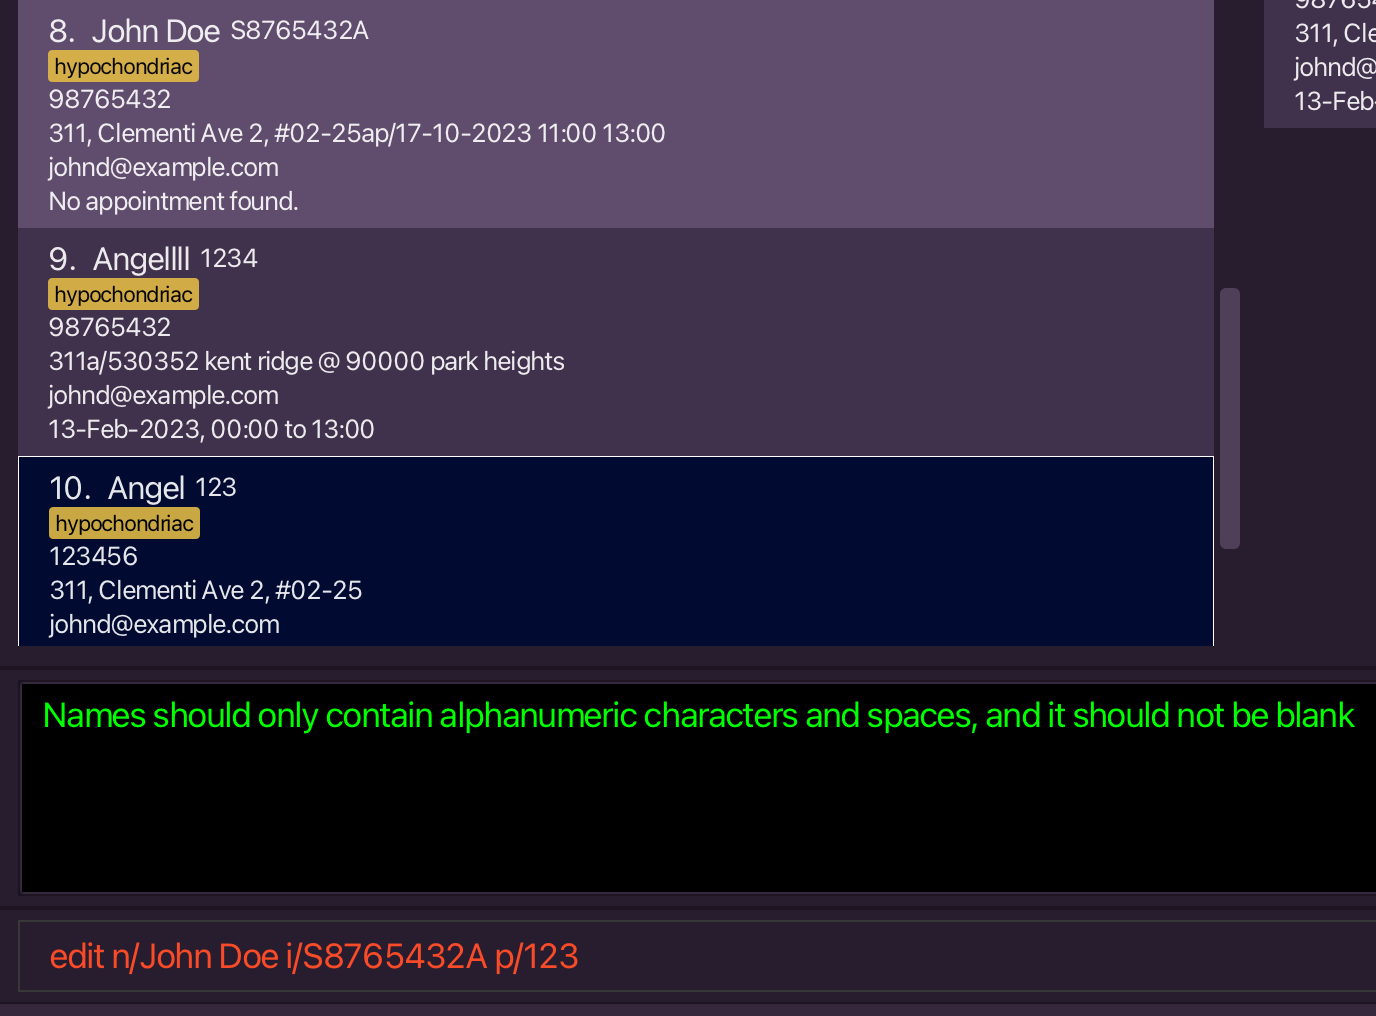 8. John Doe S8765432A
hypochondriac
98765432
311, Clementi Ave 2, #02-25ap/17-10-2023 11:00 13:00
johnd@example.com
No appointment found.
9. Angellll 1234
hypochondriac
98765432
311a/530352 kent ridge @ 90000 park heights
johnd@example.com
13-Feb-2023, 00:00 to 13:00
10. Angel 123
hypochondriac
123456
311, Clementi Ave 2, #02-25
johnd@example.com
311, Cle
johnd@
13-Feb-
Names should only contain alphanumeric characters and spaces, and it should not be blank
edit n/John Doe i/S8765432A p/123